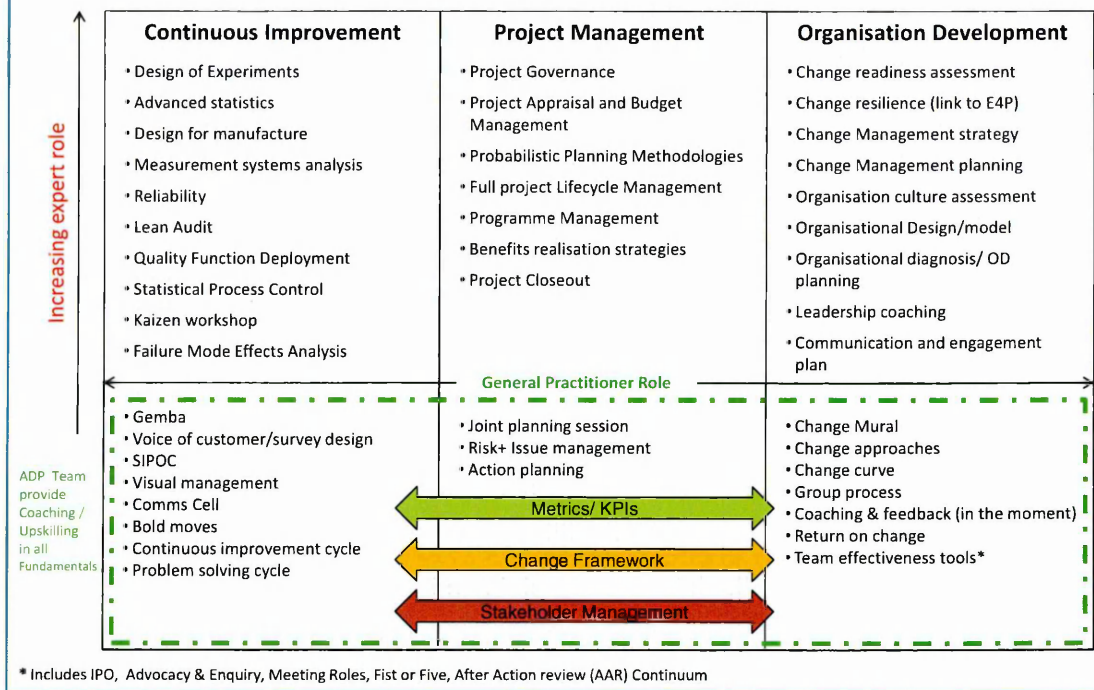 Increasing expert role
Continuous Improvement
• Design of Experiments
• Advanced statistics
• Design for manufacture
• Measurement systems analysis
• Reliability
• Lean Audit
• Quality Function Deployment
• Statistical Process Control
• Kaizen workshop
• Failure Mode Effects Analysis
Project Management
• Project Governance
• Project Appraisal and Budget
Management
• Probabilistic Planning Methodologies
• Full project Lifecycle Management
• Programme Management
• Benefits realisation strategies
• Project Closeout
Organisation Development
• Change readiness assessment
• Change resilience (link to E4P)
• Change Management strategy
• Change Management planning
• Organisation culture assessment
• Organisational Design/model
• Organisational diagnosis/ OD
planning
• Leadership coaching
• Communication and engagement
plan
General Practitioner Role
ADP Team
provide
Coaching /
Upskilling
in all
Fundamentals
• Gemba
• Voice of customer/survey design
• SIPOC
• Visual management
• Comms Cell
• Bold moves
• Continuous improvement cycle
• Problem solving cycle
• Joint planning session
• Risk+ Issue management
• Action planning
Metrics/ KPIs
Change Framework
Stakeholder Management
• Change Mural
• Change approaches
• Change curve
• Group process
• Coaching & feedback (in the moment)
• Return on change
• Team effectiveness tools*
* Includes IPO, Advocacy & Enquiry, Meeting Roles, Fist or Five, After Action review (AAR) Continuum